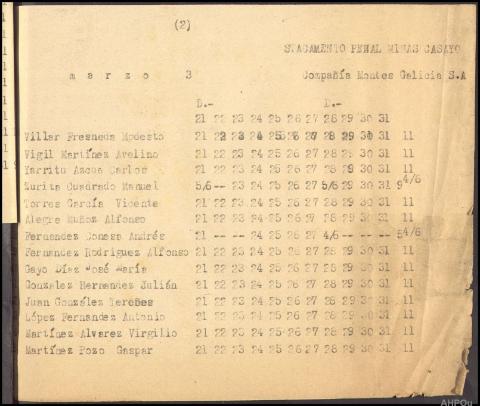 (2)
S.ACAMENTO PENAL MINAS CASAYO
m a r z o 3 Compañía Montes Galicia S.A
D.- L.-
21 22 23 24 25 26 27 28 29 30 31
Villar Fresneda Modesto 21 22 23 24 25 26 27 28 29 30 31 11
Vigil Martínez Avelino 21 22 23 24 25 26 27 28 29 30 31 11
Yarritu Azcue Carlos 21 22 23 24 25 26 27 28 29 30 31 11
Zurita Cuadrado Manuel 5/6 -- 23 24 25 26 27 5/6 29 30 31 9 4/6
Torres García Vicente 21 22 23 24 25 26 27 28 29 30 31 11
Alegre Muñoz Alfonso 21 22 23 24 25 26 27 28 29 30 31 11
Fernandez Conesa Andrés 21 -- -- 24 25 26 27 4/6 -- -- -- 5 4/6
Fernandez Rodriguez Alfonso 21 22 23 24 25 26 27 28 29 30 31 11
Gayo Díaz José María 21 22 23 24 25 26 27 28 29 30 31 11
Gonzalez Hernandez Julián 21 22 23 24 25 26 27 28 29 30 31 11
Juan González Tereñes 21 22 23 24 25 26 27 28 29 30 31 11
López Fernandez Antonio 21 22 23 24 25 26 27 28 29 30 31 11
Martínez Alvarez Virgilio 21 22 23 24 25 26 27 28 29 30 31 11
Martínez Pozo Gaspar 21 22 23 24 25 26 27 28 29 30 31 11
AHPOu